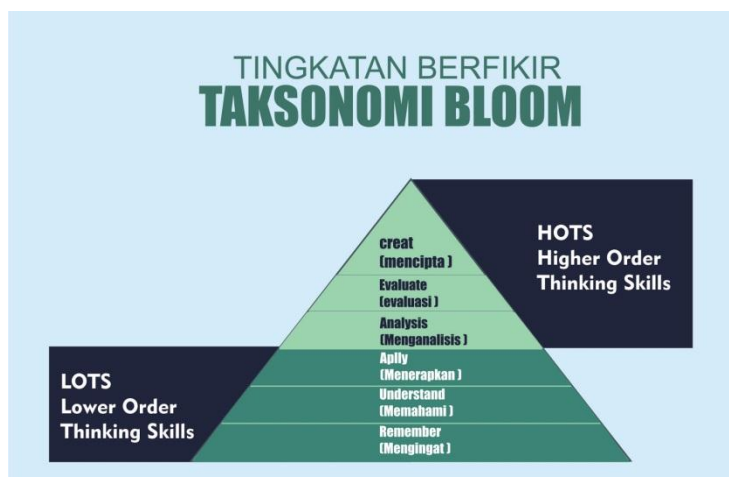 TINGKATAN BERFIKIR
TAKSONOMI BLOOM
creat
(mencipta )
Evaluate
(evaluasi )
Analysis
(Menganalisis )
Aplly
(Menerapkan )
Understand
(Memahami )
Remember
(Mengingat )
HOTS
Higher Order
Thinking Skills
LOTS
Lower Order
Thinking Skills